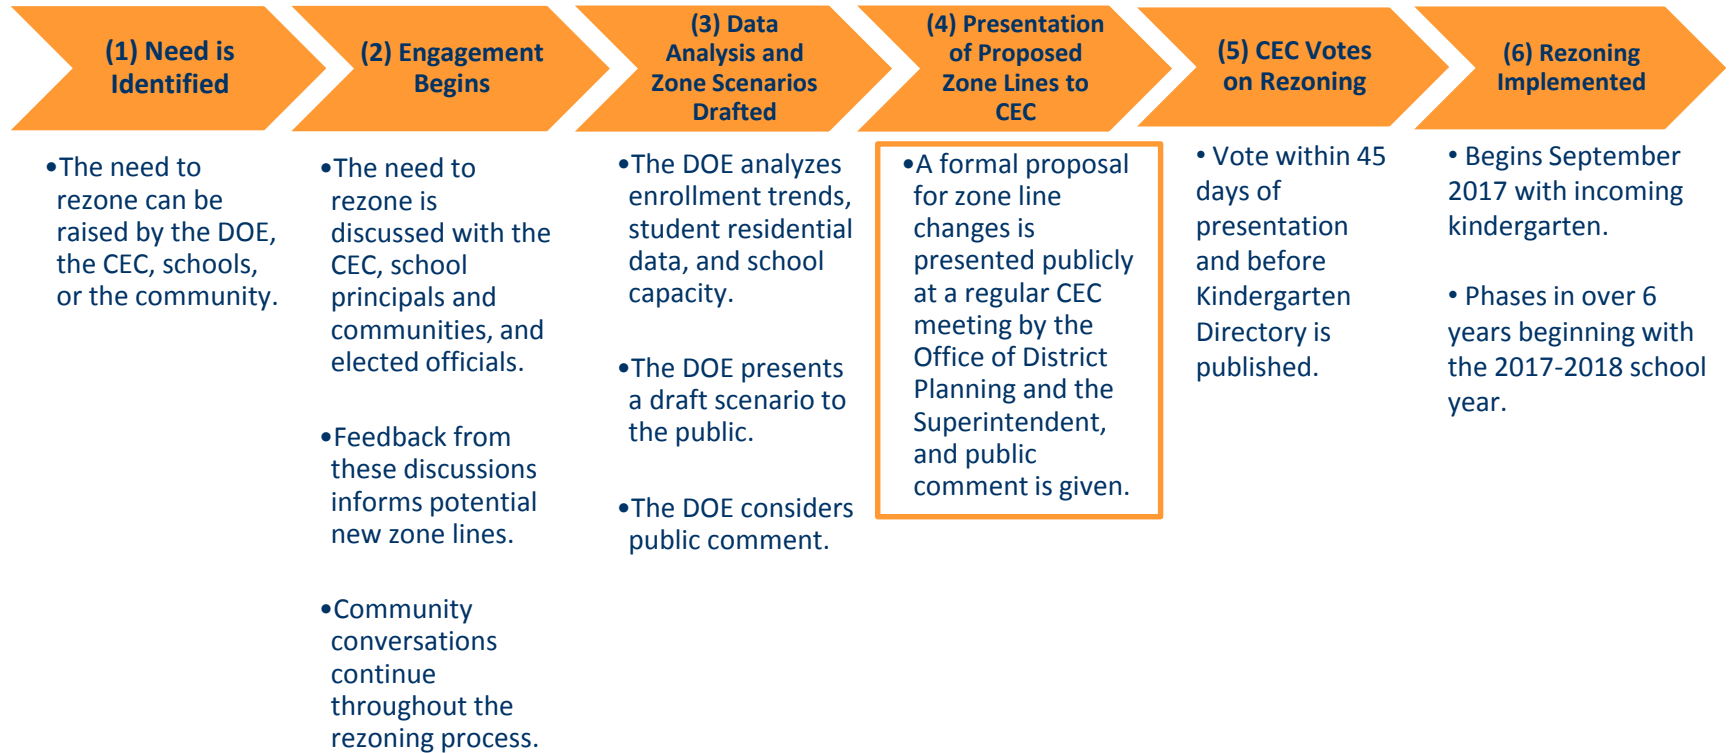 (1) Need is
Identified
(2) Engagement
Begins
(3) Data
Analysis and
Zone Scenarios
Drafted
(4) Presentation
of Proposed
Zone Lines to
CEC
(5) CEC Votes
on Rezoning
(6) Rezoning
Implemented
•The need to
rezone can be
raised by the DOE,
the CEC, schools,
or the community.
•The need to
rezone is
discussed with the
CEC, school
principals and
communities, and
elected officials.
•Feedback from
these discussions
informs potential
new zone lines.
•Community
conversations
continue
throughout the
rezoning process.
•The DOE analyzes
enrollment trends,
student residential
data, and school
capacity.
•The DOE presents
a draft scenario to
the public.
•The DOE considers
public comment.
•A formal proposal
for zone line
changes is
presented publicly
at a regular CEC
meeting by the
Office of District
Planning and the
Superintendent,
and public
comment is given.
• Vote within 45
days of
presentation
and before
Kindergarten
Directory is
published.
• Begins September
2017 with incoming
kindergarten.
• Phases in over 6
years beginning with
the 2017-2018 school
year.